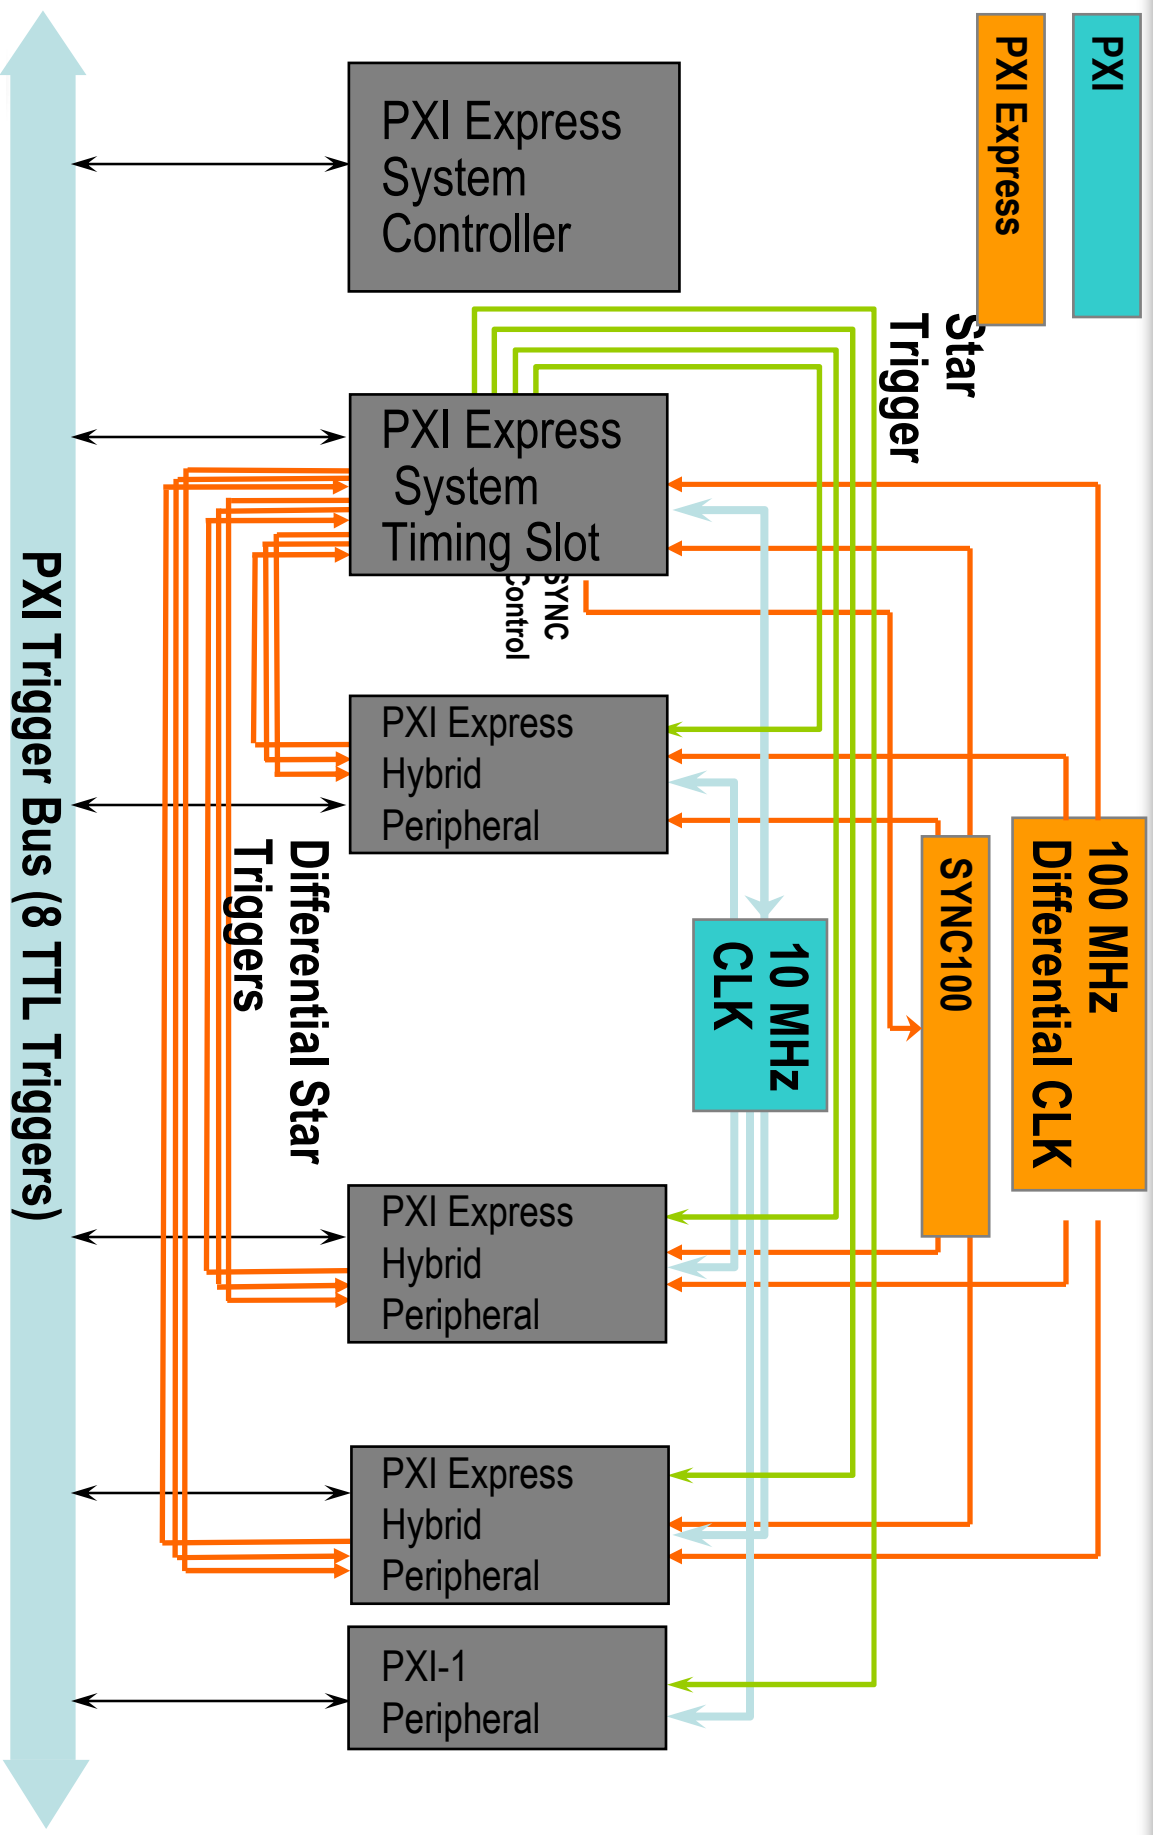 PXI
PXI Express
PXI Express
System
Controller
Star
Trigger
PXI Express
System
Timing Slot
SYNC
Control
PXI Express
Hybrid
Peripheral
100 MHz
Differential CLK
SYNC100
10 MHz
CLK
Differential Star
Triggers
PXI Express
Hybrid
Peripheral
PXI Express
Hybrid
Peripheral
PXI-1
Peripheral
PXI Trigger Bus (8 TTL Triggers)